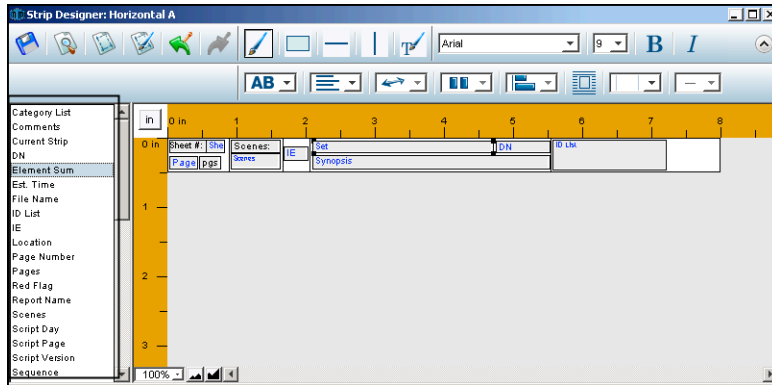 Strip Designer: Horizontal A
Arial
9
B
I
AB
Category List
Comments
Current Strip
DN
Element Sum
Est. Time
File Name
ID List
IE
Location
Page Number
Pages
Red Flag
Report Name
Scenes
Script Day
Script Page
Script Version
Sequence
in
0 in 1 2 3 4 5 6 7 8
0 in
1
2
3
Sheet #: She Scenes: IE Set DN ID List
Page pgs Scenes Synopsis
100%